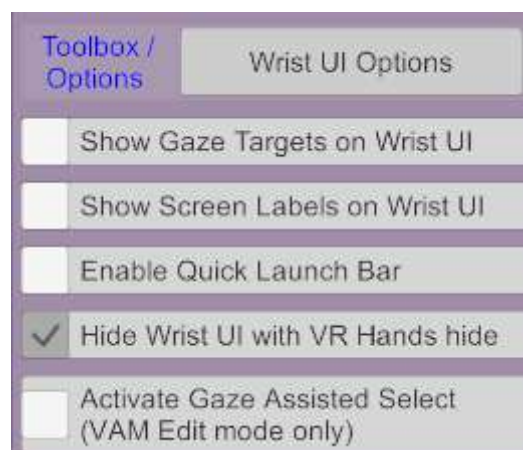 Toolbox /
Options
Wrist UI Options
Show Gaze Targets on Wrist UI
Show Screen Labels on Wrist UI
Enable Quick Launch Bar
Hide Wrist UI with VR Hands hide
Activate Gaze Assisted Select
(VAM Edit mode only)